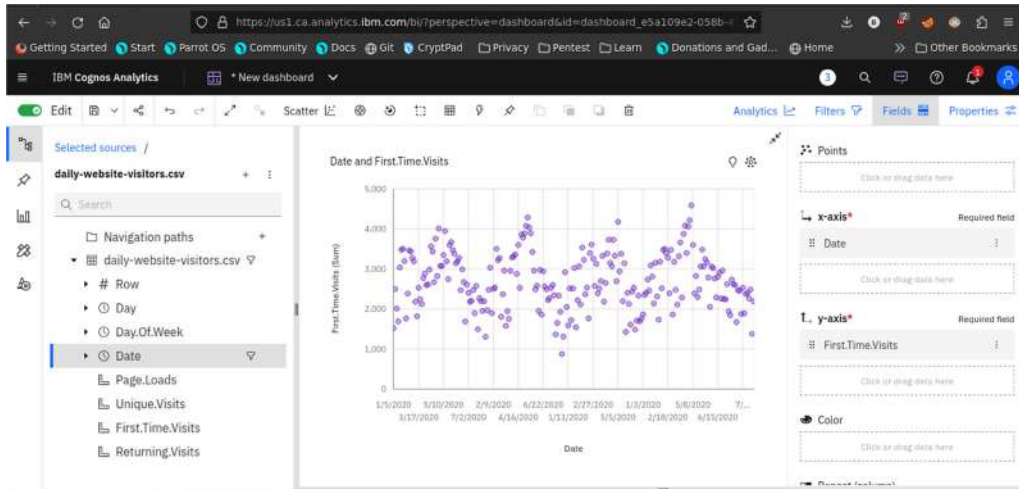 https://us1.ca.analytics.ibm.com/bi/?perspective=dashboard&id=dashboard_e5a109e2-058b-
Getting Started Start Parrot OS Community Docs Git CryptPad Privacy Pentest Learn Donations and Gad... Home Other Bookmarks
IBM Cognos Analytics * New dashboard 3 1
Edit Scatter Analytics Filters Fields Properties
Selected sources /
daily-website-visitors.csv
Search
Navigation paths
daily-website-visitors.csv
# Row
Day
Day.Of.Week
Date
Page.Loads
Unique.Visits
First.Time.Visits
Returning.Visits
Date and First.Time.Visits
First.Time.Visits (Sum)
5,000
4,000
3,000
2,000
1,000
0
1/5/2020 5/10/2020 2/9/2020 6/22/2020 2/27/2020 1/3/2020 5/8/2020 7/...
3/17/2020 7/2/2020 4/16/2020 1/11/2020 5/5/2020 2/18/2020 6/15/2020
Date
Points
Click or drag data here
x-axis* Required field
Date
Click or drag data here
y-axis* Required field
First.Time.Visits
Click or drag data here
Color
Click or drag data here
Repeat (column)